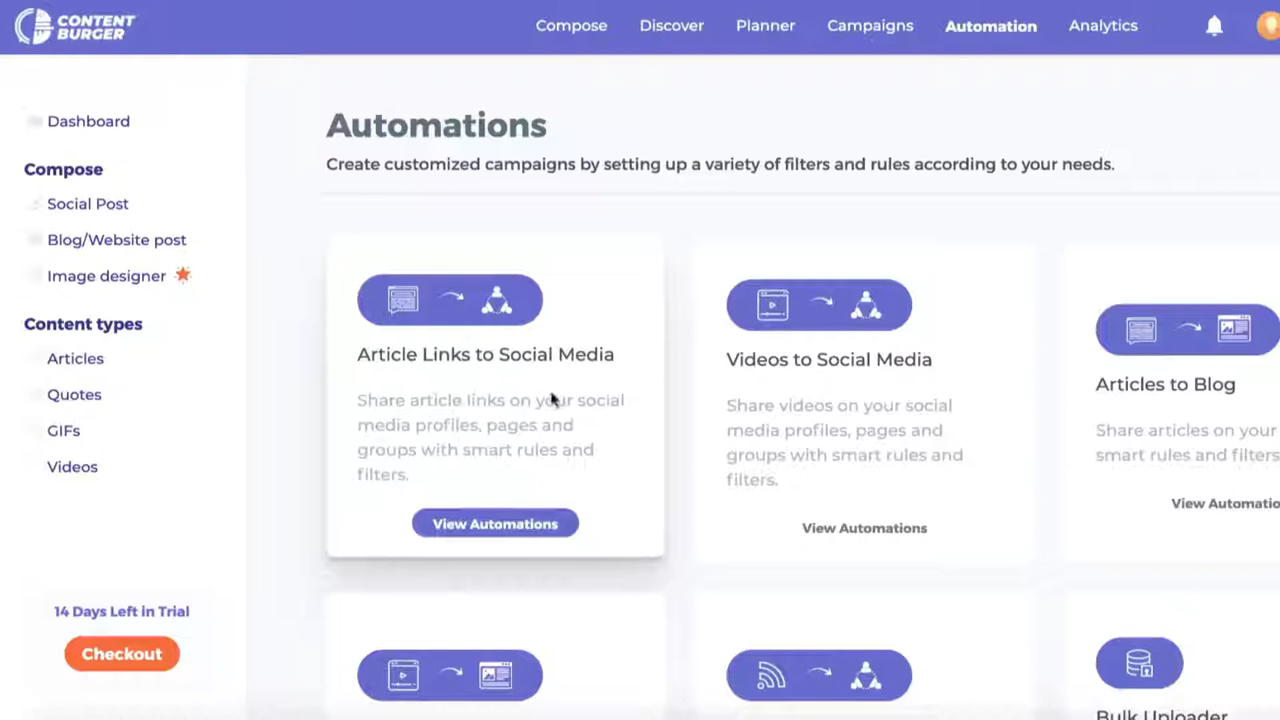 CONTENT
BURGER
Compose
Discover
Planner
Campaigns
Automation
Analytics
Dashboard
Compose
Social Post
Blog/Website post
Image designer
Content types
Articles
Quotes
GIFs
Videos
14 Days Left in Trial
Checkout
Automations
Create customized campaigns by setting up a variety of filters and rules according to your needs.
Article Links to Social Media
Share article links on your social
media profiles, pages and
groups with smart rules and
filters.
View Automations
Videos to Social Media
Share videos on your social
media profiles, pages and
groups with smart rules and
filters.
View Automations
Articles to Blog
Share articles on your
smart rules and filters
View Automatio
Bulk Uploader